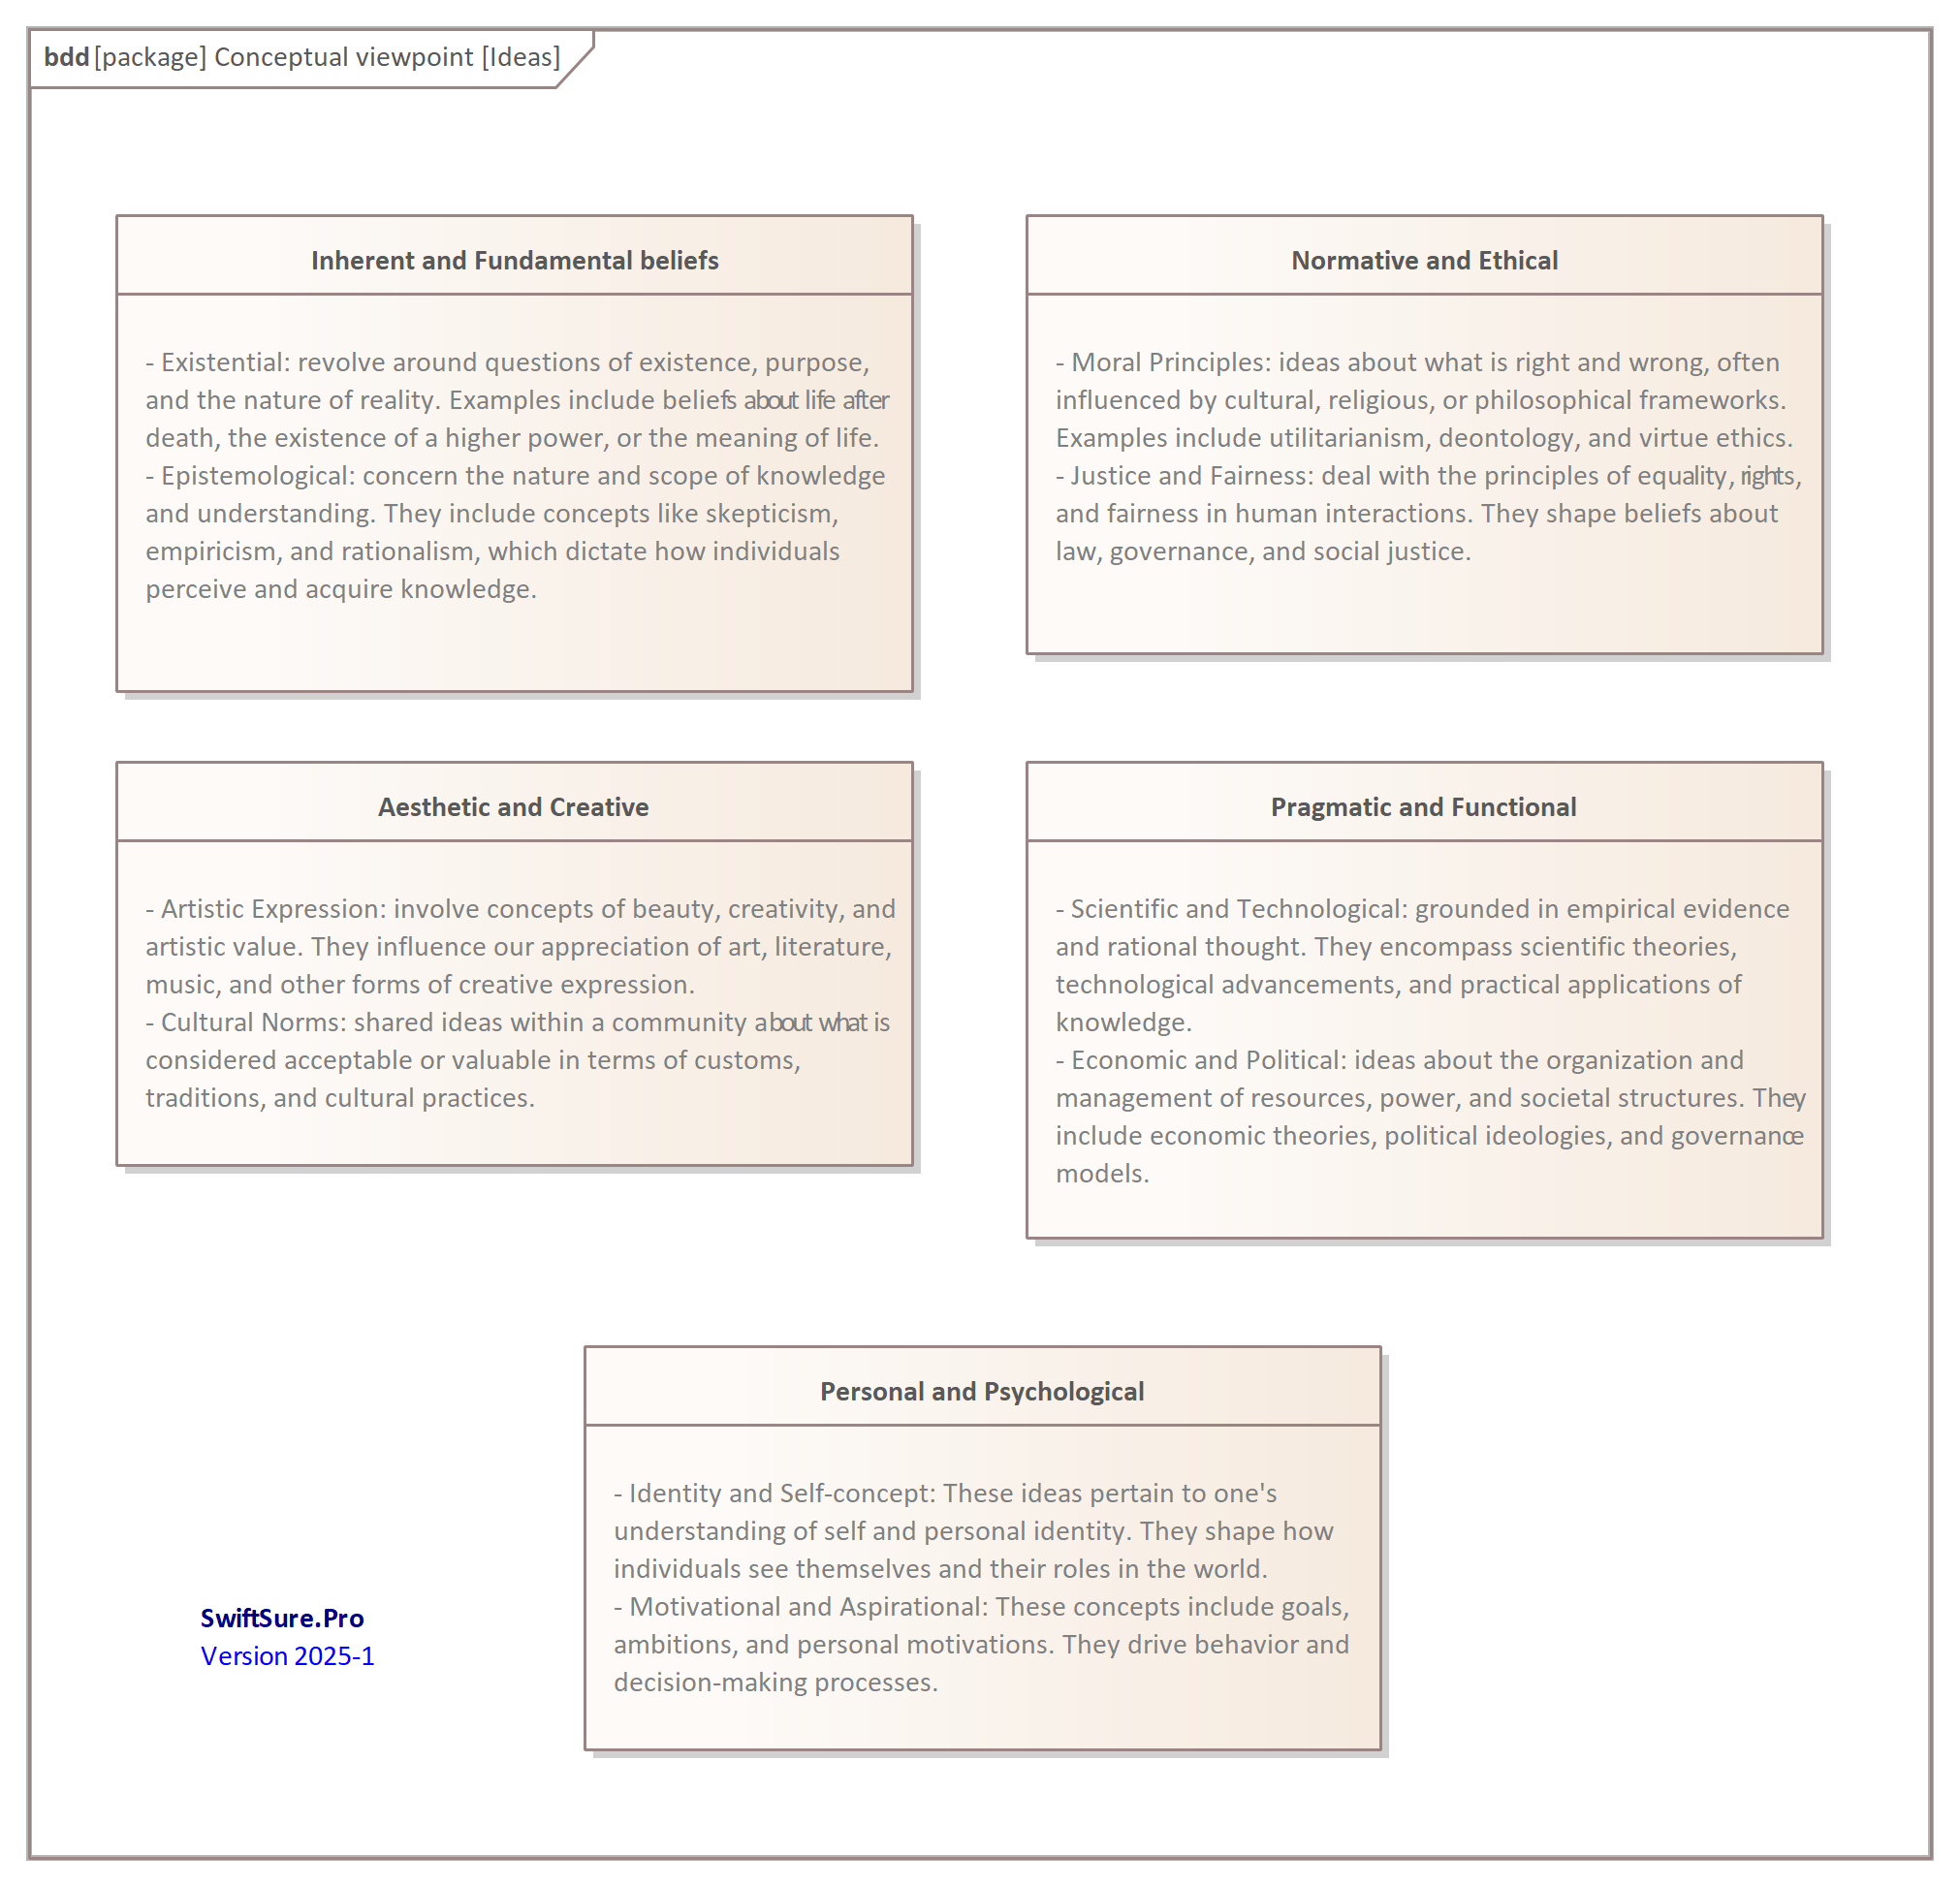 bdd [package] Conceptual viewpoint [Ideas]
Inherent and Fundamental beliefs
- Existential: revolve around questions of existence, purpose,
and the nature of reality. Examples include beliefs about life after
death, the existence of a higher power, or the meaning of life.
- Epistemological: concern the nature and scope of knowledge
and understanding. They include concepts like skepticism,
empiricism, and rationalism, which dictate how individuals
perceive and acquire knowledge.
Normative and Ethical
- Moral Principles: ideas about what is right and wrong, often
influenced by cultural, religious, or philosophical frameworks.
Examples include utilitarianism, deontology, and virtue ethics.
- Justice and Fairness: deal with the principles of equality, rights,
and fairness in human interactions. They shape beliefs about
law, governance, and social justice.
Aesthetic and Creative
- Artistic Expression: involve concepts of beauty, creativity, and
artistic value. They influence our appreciation of art, literature,
music, and other forms of creative expression.
- Cultural Norms: shared ideas within a community about what is
considered acceptable or valuable in terms of customs,
traditions, and cultural practices.
Pragmatic and Functional
- Scientific and Technological: grounded in empirical evidence
and rational thought. They encompass scientific theories,
technological advancements, and practical applications of
knowledge.
- Economic and Political: ideas about the organization and
management of resources, power, and societal structures. They
include economic theories, political ideologies, and governance
models.
Personal and Psychological
- Identity and Self-concept: These ideas pertain to one's
understanding of self and personal identity. They shape how
individuals see themselves and their roles in the world.
- Motivational and Aspirational: These concepts include goals,
ambitions, and personal motivations. They drive behavior and
decision-making processes.
SwiftSure.Pro
Version 2025-1